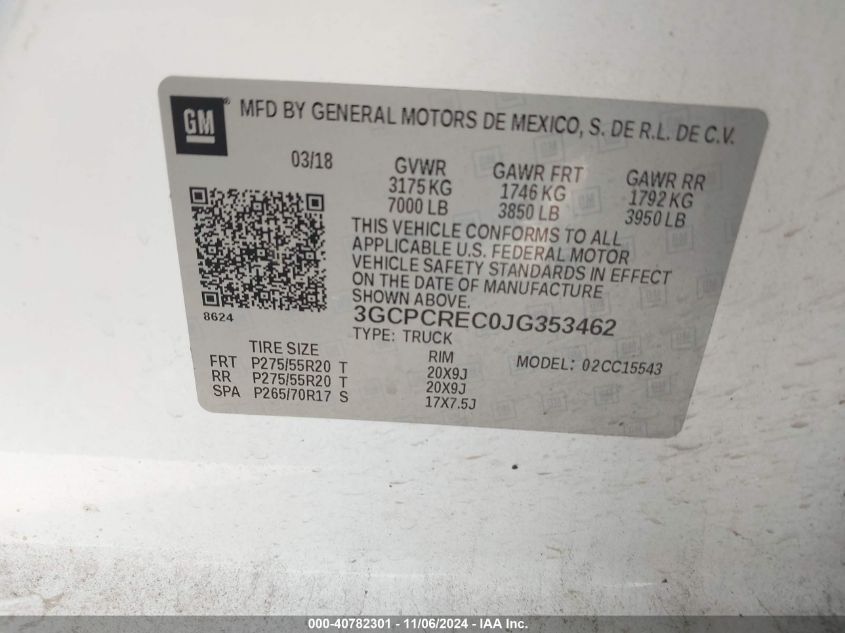 GM® MFD BY GENERAL MOTORS DE MEXICO, S. DE R.L. DE C.V.
03/18 GVWR GAWR FRT GAWR RR
3175 KG 1746 KG 1792 KG
7000 LB 3850 LB 3950 LB
THIS VEHICLE CONFORMS TO ALL
APPLICABLE U.S. FEDERAL MOTOR
VEHICLE SAFETY STANDARDS IN EFFECT
ON THE DATE OF MANUFACTURE
SHOWN ABOVE.
8624 3GCPCREC0JG353462
TYPE: TRUCK
TIRE SIZE RIM MODEL: 02CC15543
FRT P275/55R20 T 20X9J
RR P275/55R20 T 20X9J
SPA P265/70R17 S 17X7.5J
000-40782301 - 11/06/2024 - IAA Inc.